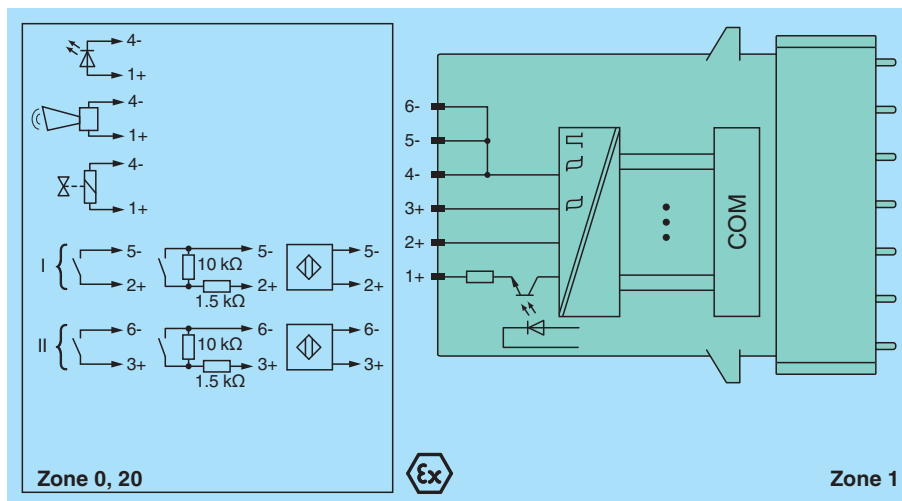 4-
1+
4-
1+
4-
1+
I
5-
2+
10 kΩ
1.5 kΩ
5-
2+
5-
2+
II
6-
3+
10 kΩ
1.5 kΩ
6-
3+
6-
3+
Zone 0, 20
6-
5-
4-
3+
2+
1+
COM
Ex
Zone 1